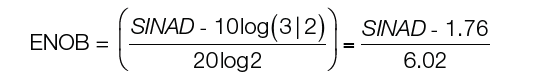 ENOB = (SINAD - 10log(3|2) / 20log2) = SINAD - 1.76 / 6.02